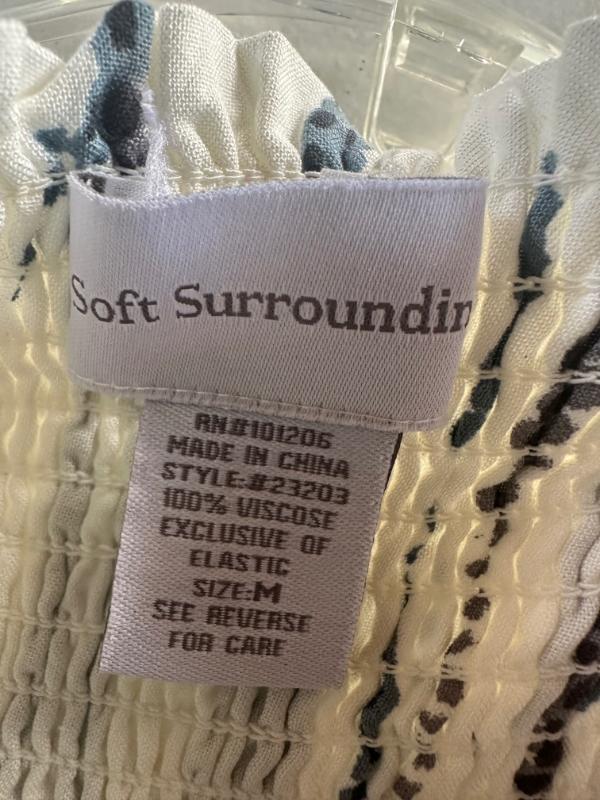 Soft Surroundin
RN#101206
MADE IN CHINA
STYLE:#23203
100% VISCOSE
EXCLUSIVE OF
ELASTIC
SIZE:M
SEE REVERSE
FOR CARE